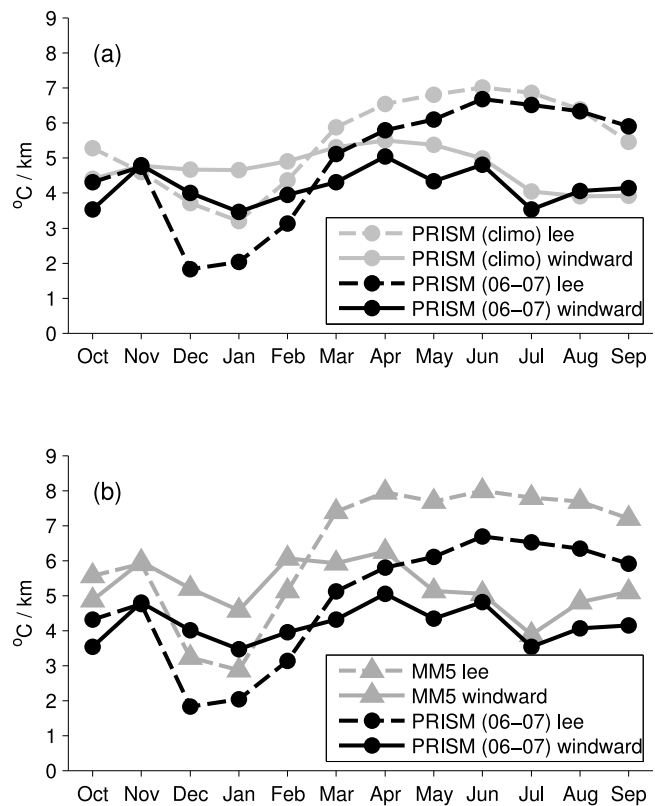 9
8
7
6
5
4
3
2
1
0
°C / km
(a)
PRISM (climo) lee
PRISM (climo) windward
PRISM (06−07) lee
PRISM (06−07) windward
Oct Nov Dec Jan Feb Mar Apr May Jun Jul Aug Sep
9
8
7
6
5
4
3
2
1
0
°C / km
(b)
MM5 lee
MM5 windward
PRISM (06−07) lee
PRISM (06−07) windward
Oct Nov Dec Jan Feb Mar Apr May Jun Jul Aug Sep